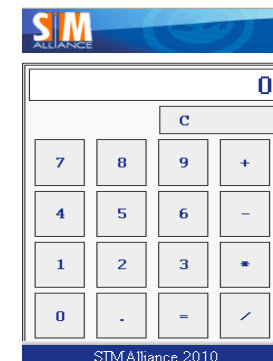 SIM
ALLIANCE
0
C
7 8 9 +
4 5 6 -
1 2 3 *
0 . = /
SIMAlliance 2010